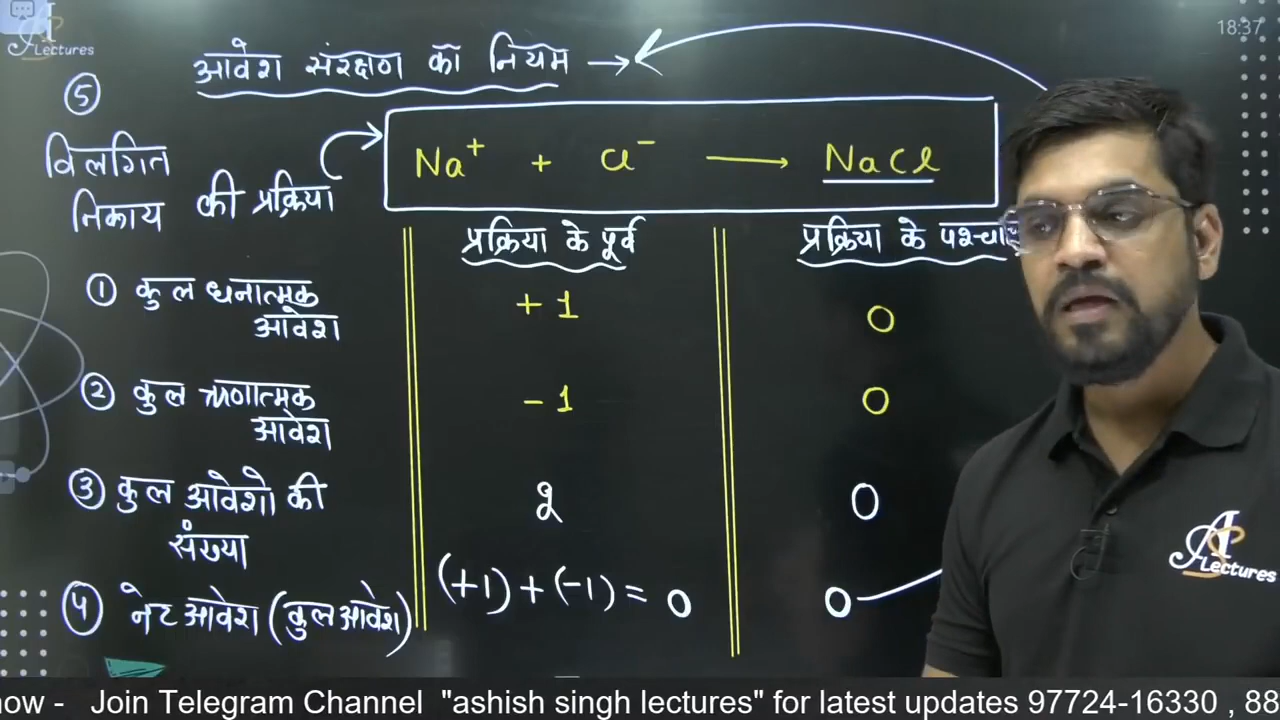 A
S
Lectures
18:37
आवेश संरक्षण का नियम →
⑤
विलगित
निकाय की प्रक्रिया
Na⁺ + Cl⁻ ⟶ NaCl
प्रक्रिया के पूर्व
प्रक्रिया के पश्चा
① कुल धनात्मक
आवेश
+1
0
② कुल ऋणात्मक
आवेश
-1
0
③ कुल आवेशो की
संख्या
2
0
④ नेट आवेश (कुल आवेश)
(+1) + (-1) = 0
0
A
S
Lectures
now - Join Telegram Channel "ashish singh lectures" for latest updates 97724-16330 , 88